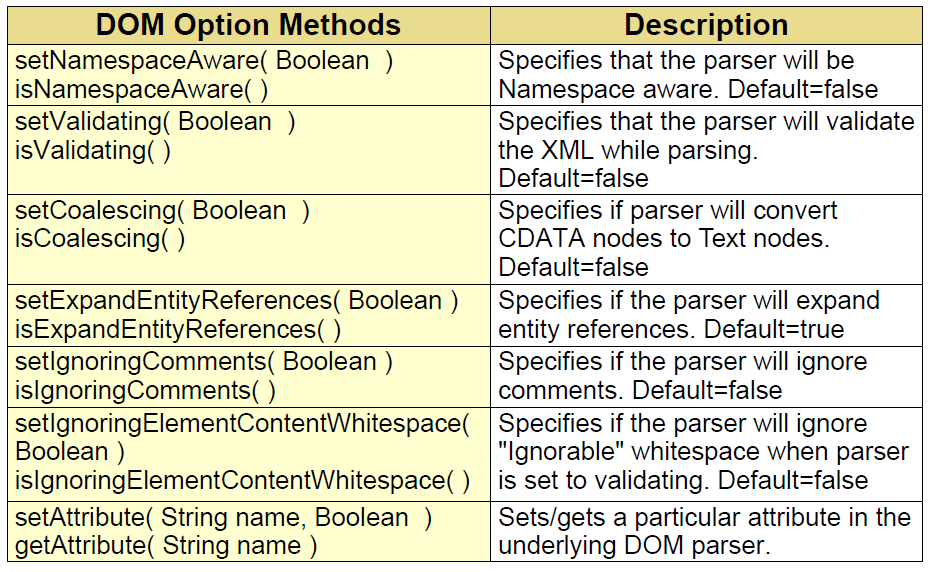 DOM Option Methods
Description
setNamespaceAware( Boolean  )
isNamespaceAware( )
Specifies that the parser will be
Namespace aware. Default=false
setValidating( Boolean  )
isValidating( )
Specifies that the parser will validate
the XML while parsing.
Default=false
setCoalescing( Boolean  )
isCoalescing( )
Specifies if parser will convert
CDATA nodes to Text nodes.
Default=false
setExpandEntityReferences( Boolean )
isExpandEntityReferences( )
Specifies if the parser will expand
entity references. Default=true
setIgnoringComments( Boolean )
isIgnoringComments( )
Specifies if the parser will ignore
comments. Default=false
setIgnoringElementContentWhitespace(
Boolean )
isIgnoringElementContentWhitespace( )
Specifies if the parser will ignore
"Ignorable" whitespace when parser
is set to validating. Default=false
setAttribute( String name, Boolean  )
getAttribute( String name )
Sets/gets a particular attribute in the
underlying DOM parser.